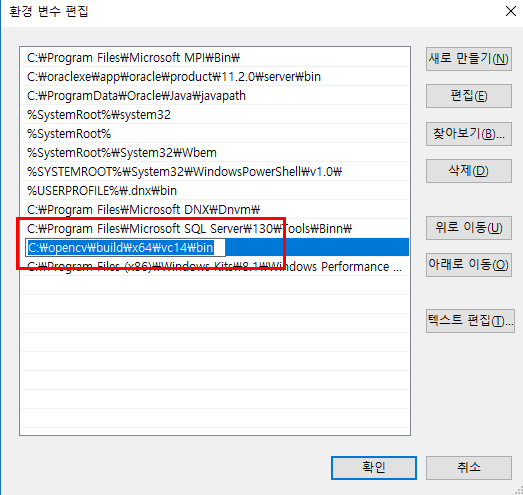 환경 변수 편집
C:₩Program Files₩Microsoft MPI₩Bin₩
C:₩oraclexe₩app₩oracle₩product₩11.2.0₩server₩bin
C:₩ProgramData₩Oracle₩Java₩javapath
%SystemRoot%₩system32
%SystemRoot%
%SystemRoot%₩System32₩Wbem
%SYSTEMROOT%₩System32₩WindowsPowerShell₩v1.0₩
%USERPROFILE%₩.dnx₩bin
C:₩Program Files₩Microsoft DNX₩Dnvm₩
C:₩Program Files₩Microsoft SQL Server₩130₩Tools₩Binn₩
C:₩opencv₩build₩x64₩vc14₩bin
C:₩Program Files (x86)₩Windows Kits₩8.1₩Windows Performance ...
새로 만들기(N)
편집(E)
찾아보기(B)...
삭제(D)
위로 이동(U)
아래로 이동(O)
텍스트 편집(T)...
확인
취소